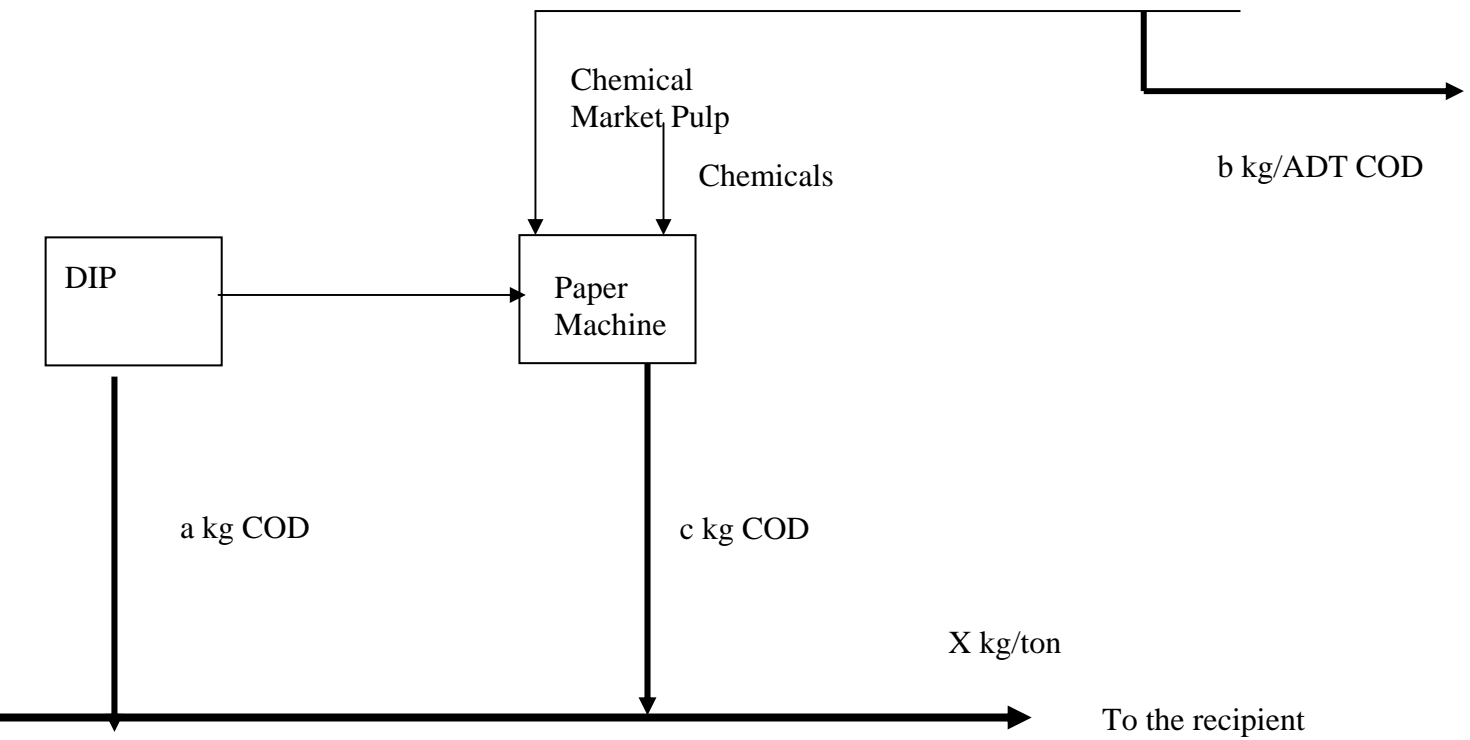 Chemical
Market Pulp
Chemicals
b kg/ADT COD
DIP
Paper
Machine
a kg COD
c kg COD
X kg/ton
To the recipient